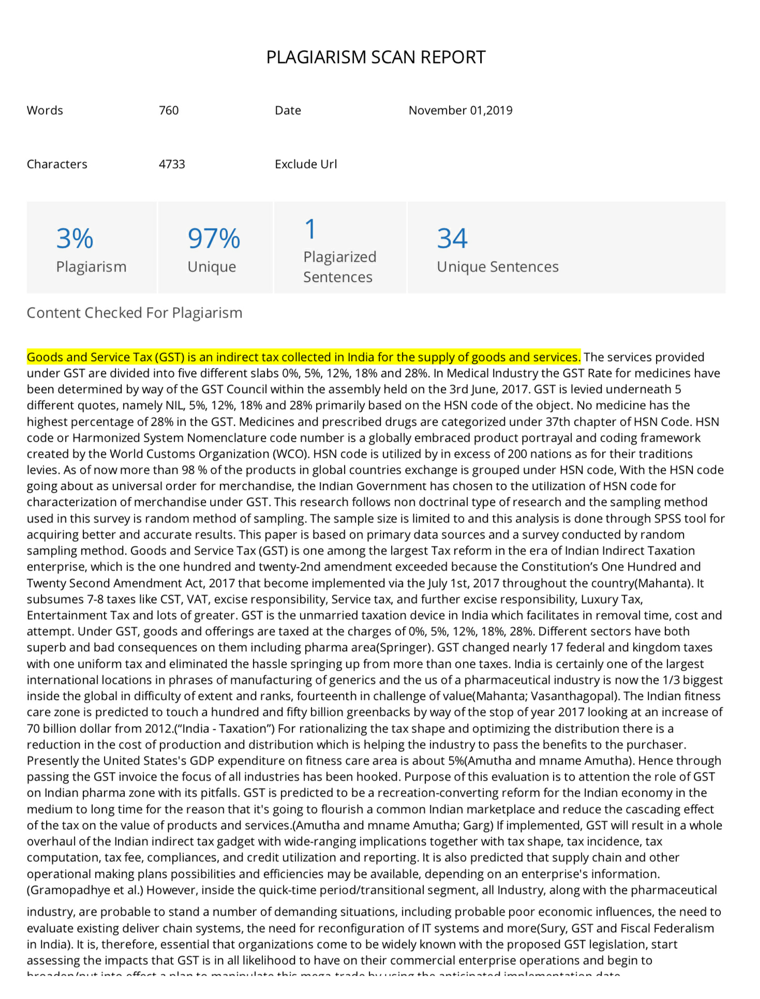 PLAGIARISM SCAN REPORT
Words 760 Date November 01,2019
Characters 4733 Exclude Url
3% Plagiarism
97% Unique
1 Plagiarized Sentences
34 Unique Sentences
Content Checked For Plagiarism
Goods and Service Tax (GST) is an indirect tax collected in India for the supply of goods and services. The services provided
under GST are divided into five different slabs 0%, 5%, 12%, 18% and 28%. In Medical Industry the GST Rate for medicines have
been determined by way of the GST Council within the assembly held on the 3rd June, 2017. GST is levied underneath 5
different quotes, namely NIL, 5%, 12%, 18% and 28% primarily based on the HSN code of the object. No medicine has the
highest percentage of 28% in the GST. Medicines and prescribed drugs are categorized under 37th chapter of HSN Code. HSN
code or Harmonized System Nomenclature code number is a globally embraced product portrayal and coding framework
created by the World Customs Organization (WCO). HSN code is utilized by in excess of 200 nations as for their traditions
levies. As of now more than 98 % of the products in global countries exchange is grouped under HSN code, With the HSN code
going about as universal order for merchandise, the Indian Government has chosen to the utilization of HSN code for
characterization of merchandise under GST. This research follows non doctrinal type of research and the sampling method
used in this survey is random method of sampling. The sample size is limited to and this analysis is done through SPSS tool for
acquiring better and accurate results. This paper is based on primary data sources and a survey conducted by random
sampling method. Goods and Service Tax (GST) is one among the largest Tax reform in the era of Indian Indirect Taxation
enterprise, which is the one hundred and twenty-2nd amendment exceeded because the Constitution’s One Hundred and
Twenty Second Amendment Act, 2017 that become implemented via the July 1st, 2017 throughout the country(Mahanta). It
subsumes 7-8 taxes like CST, VAT, excise responsibility, Service tax, and further excise responsibility, Luxury Tax,
Entertainment Tax and lots of greater. GST is the unmarried taxation device in India which facilitates in removal time, cost and
attempt. Under GST, goods and offerings are taxed at the charges of 0%, 5%, 12%, 18%, 28%. Different sectors have both
superb and bad consequences on them including pharma area(Springer). GST changed nearly 17 federal and kingdom taxes
with one uniform tax and eliminated the hassle springing up from more than one taxes. India is certainly one of the largest
international locations in phrases of manufacturing of generics and the us of a pharmaceutical industry is now the 1/3 biggest
inside the global in difficulty of extent and ranks, fourteenth in challenge of value(Mahanta; Vasanthagopal). The Indian fitness
care zone is predicted to touch a hundred and fifty billion greenbacks by way of the stop of year 2017 looking at an increase of
70 billion dollar from 2012.(“India - Taxation”) For rationalizing the tax shape and optimizing the distribution there is a
reduction in the cost of production and distribution which is helping the industry to pass the benefits to the purchaser.
Presently the United States's GDP expenditure on fitness care area is about 5%(Amutha and mname Amutha). Hence through
passing the GST invoice the focus of all industries has been hooked. Purpose of this evaluation is to attention the role of GST
on Indian pharma zone with its pitfalls. GST is predicted to be a recreation-converting reform for the Indian economy in the
medium to long time for the reason that it's going to flourish a common Indian marketplace and reduce the cascading effect
of the tax on the value of products and services.(Amutha and mname Amutha; Garg) If implemented, GST will result in a whole
overhaul of the Indian indirect tax gadget with wide-ranging implications together with tax shape, tax incidence, tax
computation, tax fee, compliances, and credit utilization and reporting. It is also predicted that supply chain and other
operational making plans possibilities and efficiencies may be available, depending on an enterprise's information.
(Gramopadhye et al.) However, inside the quick-time period/transitional segment, all Industry, along with the pharmaceutical
industry, are probable to stand a number of demanding situations, including probable poor economic influences, the need to
evaluate existing deliver chain systems, the need for reconfiguration of IT systems and more(Sury, GST and Fiscal Federalism
in India). It is, therefore, essential that organizations come to be widely known with the proposed GST legislation, start
assessing the impacts that GST is in all likelihood to have on their commercial enterprise operations and begin to
broaden/put into effect a plan to manipulate this mega trade by using the anticipated implementation date.